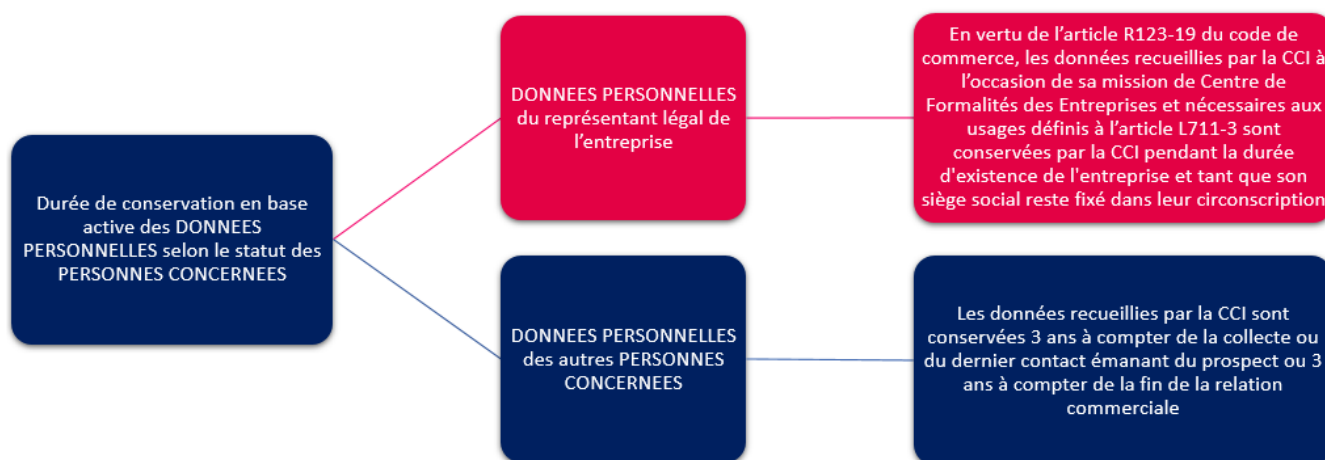 Durée de conservation en base
active des DONNEES
PERSONNELLES selon le statut des
PERSONNES CONCERNEES
DONNEES PERSONNELLES
du représentant légal de
l’entreprise
En vertu de l’article R123-19 du code de
commerce, les données recueillies par la CCI à
l’occasion de sa mission de Centre de
Formalités des Entreprises et nécessaires aux
usages définis à l’article L711-3 sont
conservées par la CCI pendant la durée
d'existence de l'entreprise et tant que son
siège social reste fixé dans leur circonscription
DONNEES PERSONNELLES
des autres PERSONNES
CONCERNEES
Les données recueillies par la CCI sont
conservées 3 ans à compter de la collecte ou
du dernier contact émanant du prospect ou 3
ans à compter de la fin de la relation
commerciale